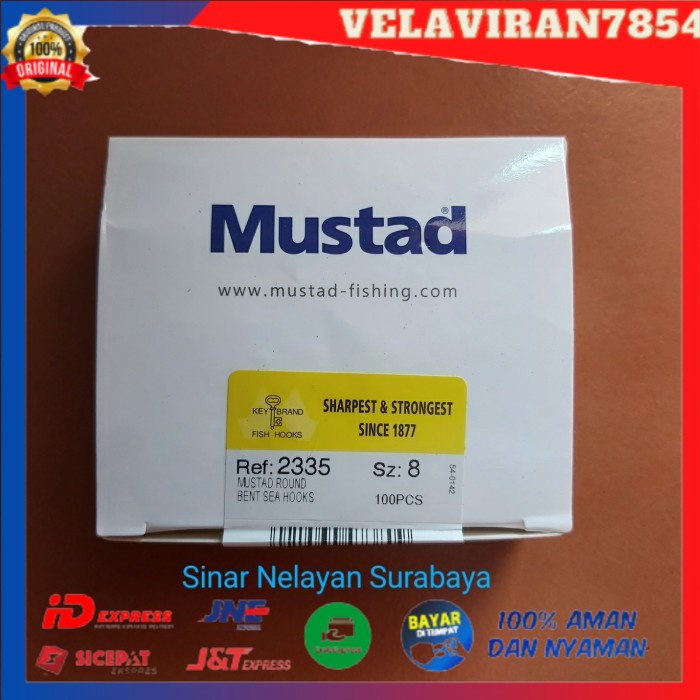 100%
ORIGINAL
VELAVIRAN7854
Mustad®
www.mustad-fishing.com
KEY BRAND
FISH HOOKS
SHARPEST & STRONGEST
SINCE 1877
Ref: 2335 Sz: 8
MUSTAD ROUND
BENT SEA HOOKS
100PCS
54-0142
Sinar Nelayan Surabaya
iD EXPRESS
JNE
EXPRESS
BAYAR
DI TEMPAT
100% AMAN
DAN NYAMAN
SICEPAT
EKSPRES
J&T EXPRESS